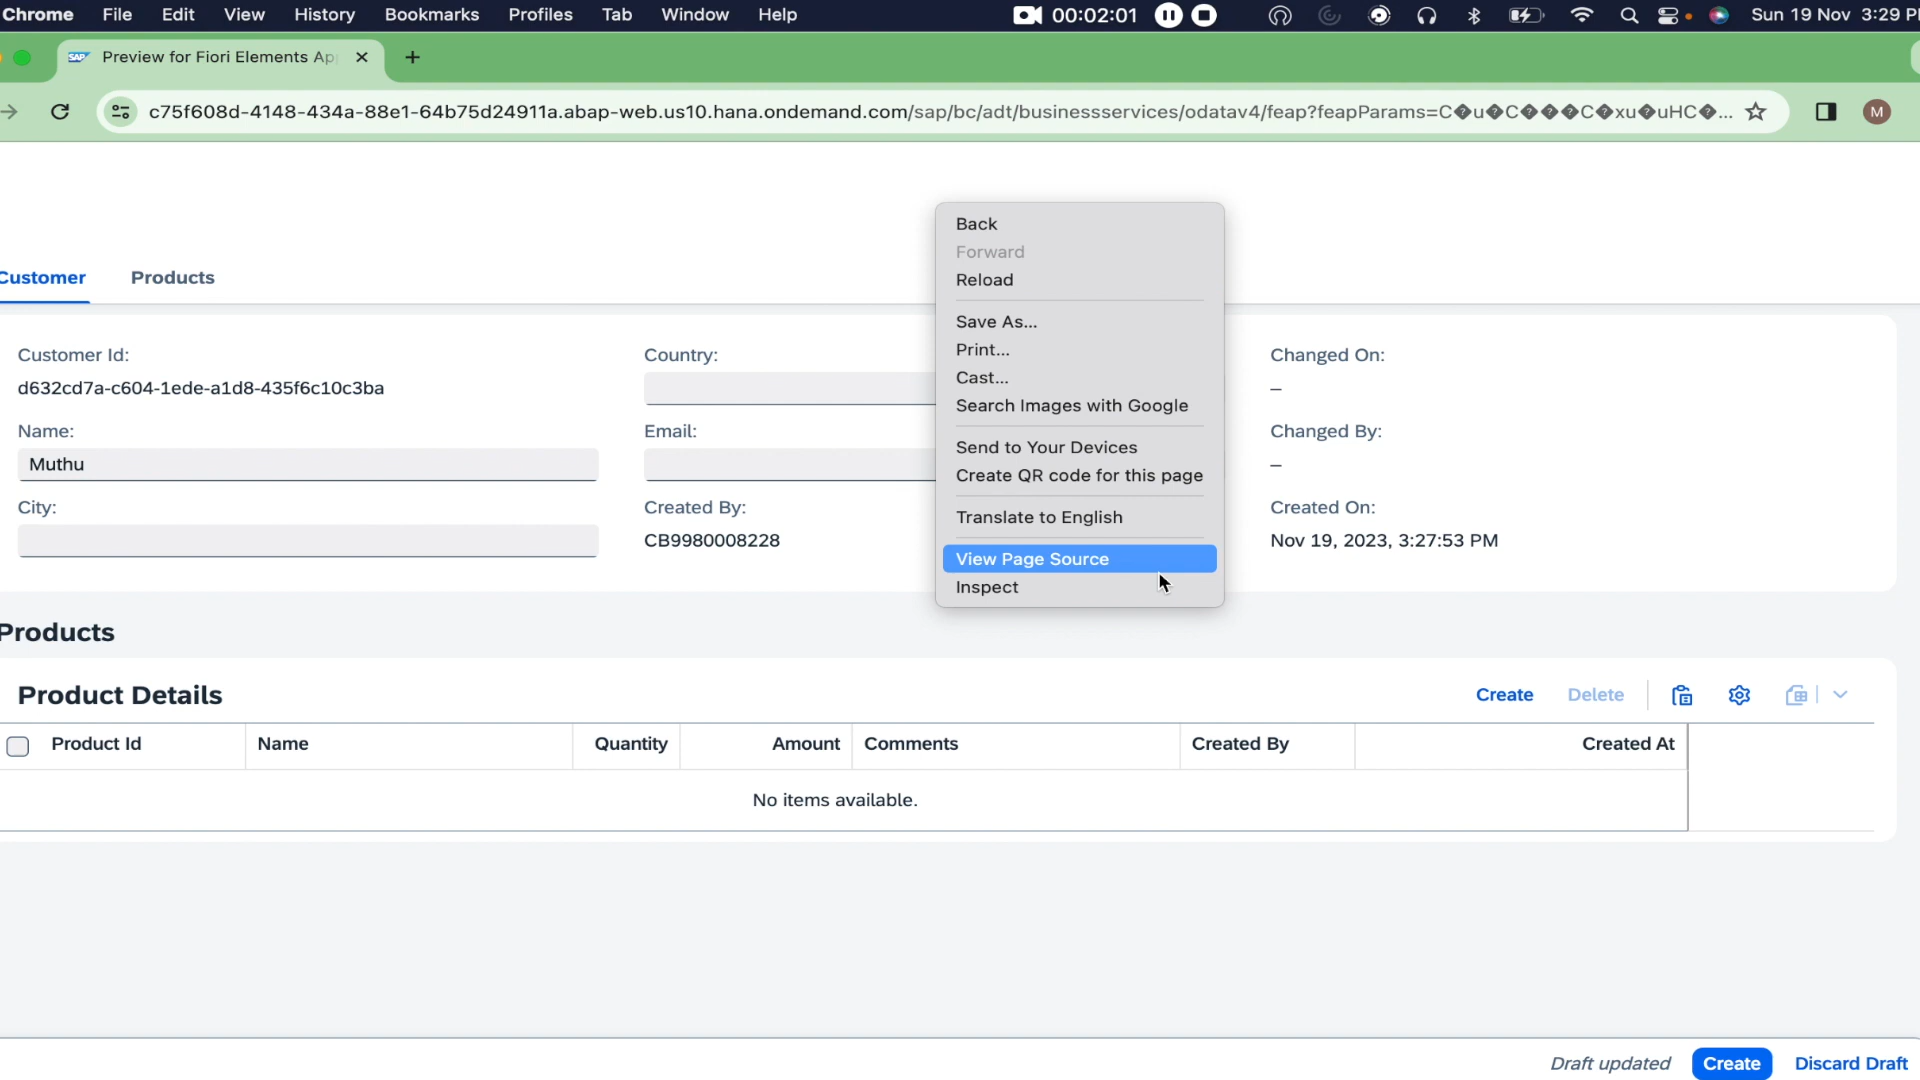 Chrome File Edit View History Bookmarks Profiles Tab Window Help 00:02:01 Sun 19 Nov 3:29 P
SAP Preview for Fiori Elements Ap
c75f608d-4148-434a-88e1-64b75d24911a.abap-web.us10.hana.ondemand.com/sap/bc/adt/businessservices/odatav4/feap?feapParams=C�u�C���C�xu�uHC�... M
Customer Products
Back
Forward
Reload
Save As...
Print...
Cast...
Search Images with Google
Send to Your Devices
Create QR code for this page
Translate to English
View Page Source
Inspect
Customer Id:
d632cd7a-c604-1ede-a1d8-435f6c10c3ba
Name:
Muthu
City:
Country:
Email:
Created By:
CB9980008228
Changed On:
–
Changed By:
–
Created On:
Nov 19, 2023, 3:27:53 PM
Products
Product Details Create Delete
Product Id Name Quantity Amount Comments Created By Created At
No items available.
Draft updated Create Discard Draft